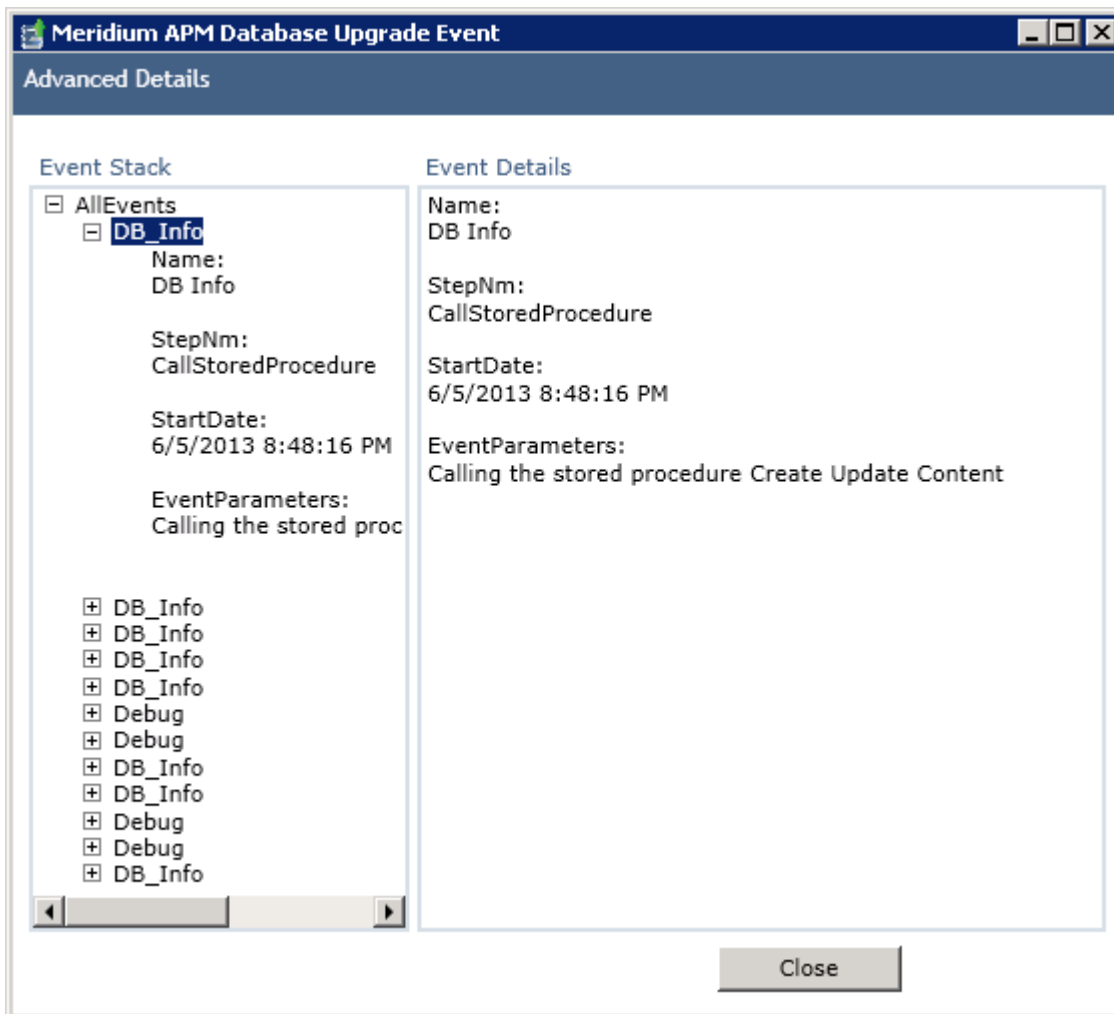 Meridium APM Database Upgrade Event
Advanced Details
Event Stack
AllEvents
DB_Info
Name:
DB Info
StepNm:
CallStoredProcedure
StartDate:
6/5/2013 8:48:16 PM
EventParameters:
Calling the stored proc
DB_Info
DB_Info
DB_Info
DB_Info
Debug
Debug
DB_Info
DB_Info
Debug
Debug
DB_Info
Event Details
Name:
DB Info
StepNm:
CallStoredProcedure
StartDate:
6/5/2013 8:48:16 PM
EventParameters:
Calling the stored procedure Create Update Content
Close